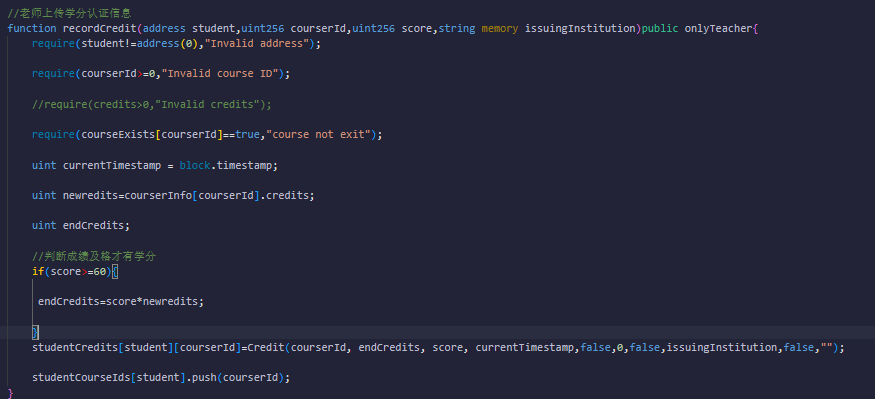 //老师上传学分认证信息
function recordCredit(address student,uint256 courserId,uint256 score,string memory issuingInstitution)public onlyTeacher{
require(student!=address(0),"Invalid address");
require(courserId>=0,"Invalid course ID");
//require(credits>0,"Invalid credits");
require(courseExists[courserId]==true,"course not exit");
uint currentTimestamp = block.timestamp;
uint newredits=courserInfo[courserId].credits;
uint endCredits;
//判断成绩及格才有学分
if(score>=60){
endCredits=score*newredits;
}
studentCredits[student][courserId]=Credit(courserId, endCredits, score, currentTimestamp,false,0,false,issuingInstitution,false,"");
studentCourseIds[student].push(courserId);
}